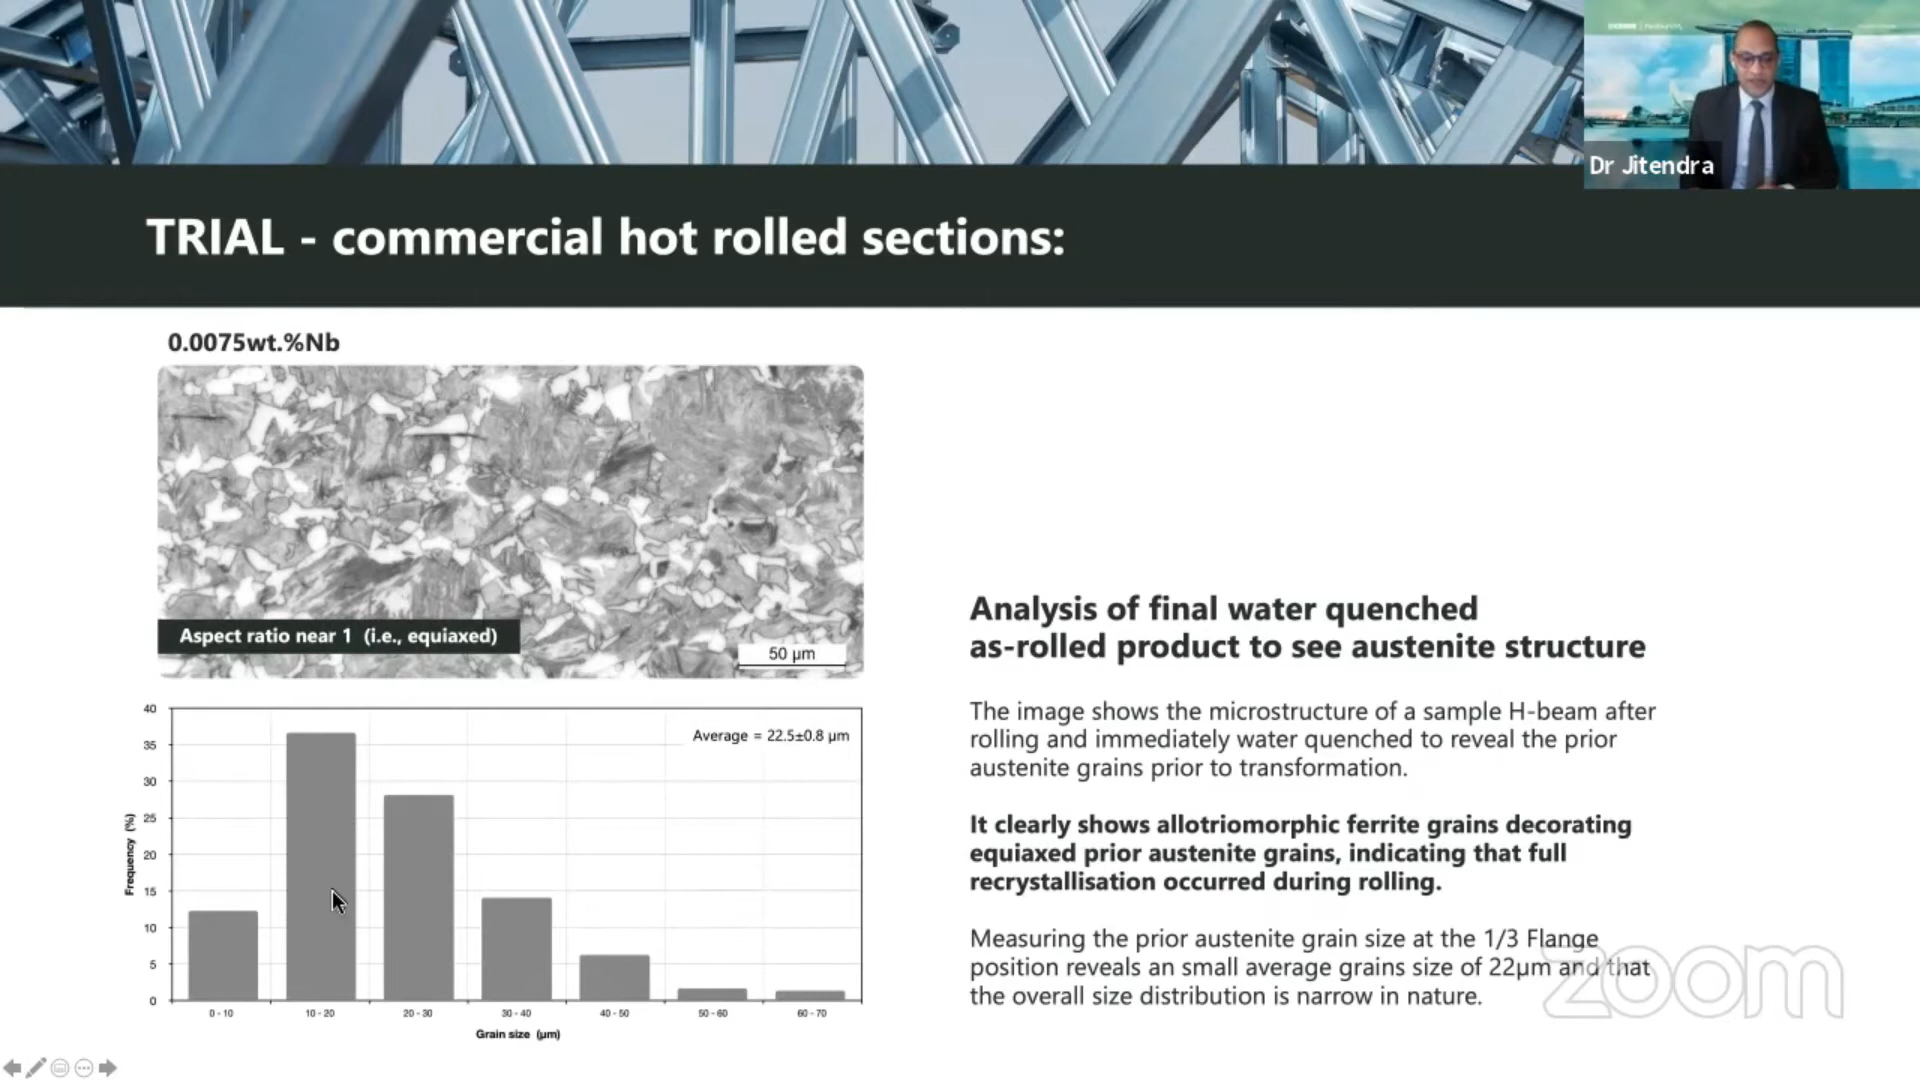 Dr Jitendra
TRIAL - commercial hot rolled sections:
0.0075wt.%Nb
Aspect ratio near 1 (i.e., equiaxed)
50 µm
Average = 22.5±0.8 µm
40
35
30
25
20
15
10
5
0
Frequency (%)
0 - 10
10 - 20
20 - 30
30 - 40
40 - 50
50 - 60
60 - 70
Grain size (µm)
Analysis of final water quenched
as-rolled product to see austenite structure
The image shows the microstructure of a sample H-beam after
rolling and immediately water quenched to reveal the prior
austenite grains prior to transformation.
It clearly shows allotriomorphic ferrite grains decorating
equiaxed prior austenite grains, indicating that full
recrystallisation occurred during rolling.
Measuring the prior austenite grain size at the 1/3 Flange
position reveals an small average grains size of 22µm and that
the overall size distribution is narrow in nature.
zoom